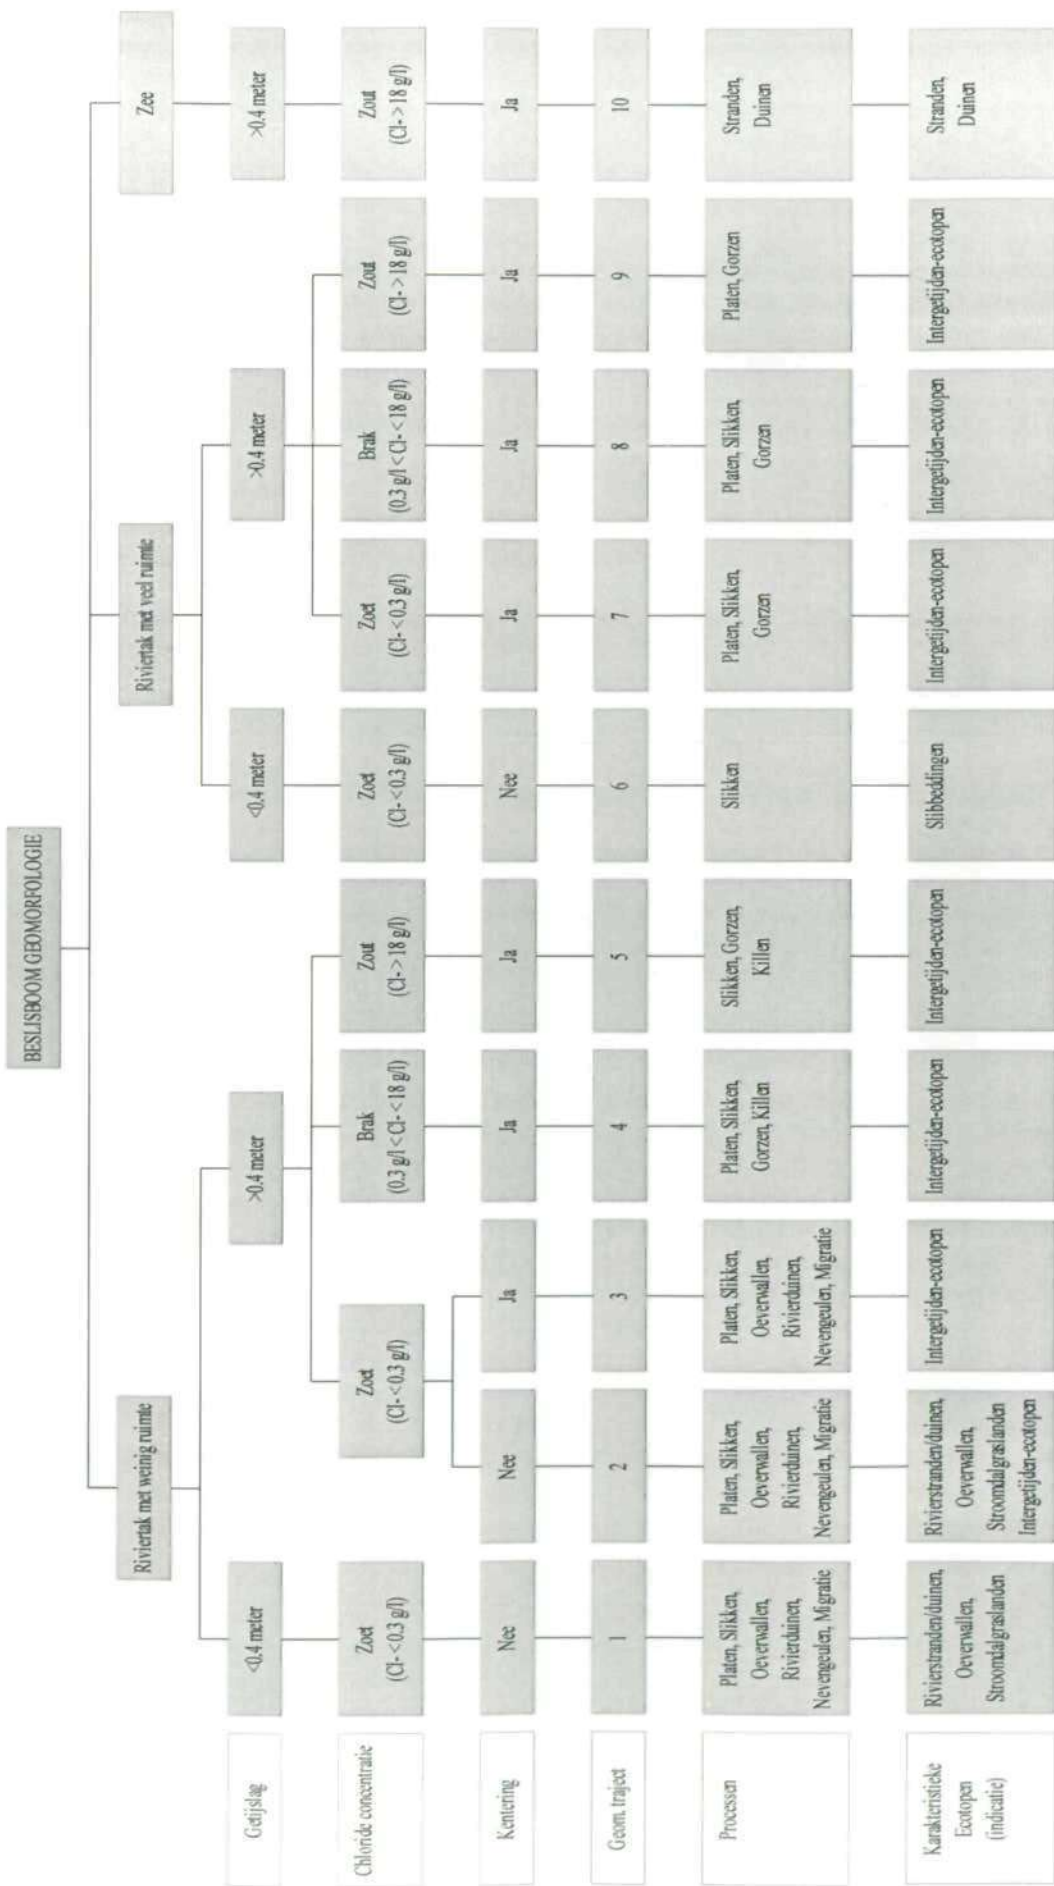 BESLISBOOM GEOMORFOLOGIE
Riviertak met weinig ruimte
Riviertak met veel ruimte
Zee
Getijslag
<0.4 meter
>0.4 meter
<0.4 meter
>0.4 meter
>0.4 meter
Chloride concentratie
Zoet
(Cl- < 0.3 g/l)
Zoet
(Cl- < 0.3 g/l)
Brak
(0.3 g/l < Cl- < 18 g/l)
Zout
(Cl- > 18 g/l)
Zoet
(Cl- < 0.3 g/l)
Zoet
(Cl- < 0.3 g/l)
Brak
(0.3 g/l < Cl- < 18 g/l)
Zout
(Cl- > 18 g/l)
Zout
(Cl- > 18 g/l)
Kentering
Nee
Nee
Ja
Ja
Ja
Nee
Ja
Ja
Ja
Ja
Geom. traject
1
2
3
4
5
6
7
8
9
10
Processen
Platen, Slikken,
Oeverwallen,
Rivierduinen,
Nevengeulen, Migratie
Platen, Slikken,
Oeverwallen,
Rivierduinen,
Nevengeulen, Migratie
Platen, Slikken,
Oeverwallen,
Rivierduinen,
Nevengeulen, Migratie
Platen, Slikken,
Gorzen, Killen
Slikken, Gorzen,
Killen
Slikken
Platen, Slikken,
Gorzen
Platen, Slikken,
Gorzen
Platen, Gorzen
Stranden,
Duinen
Karakteristieke
Ecotopen
(indicatie)
Rivierstranden/duinen,
Oeverwallen,
Stroomdalgraslanden
Rivierstranden/duinen,
Oeverwallen,
Stroomdalgraslanden
Intergetijden-ecotopen
Intergetijden-ecotopen
Intergetijden-ecotopen
Intergetijden-ecotopen
Slibbeddingen
Intergetijden-ecotopen
Intergetijden-ecotopen
Intergetijden-ecotopen
Stranden,
Duinen